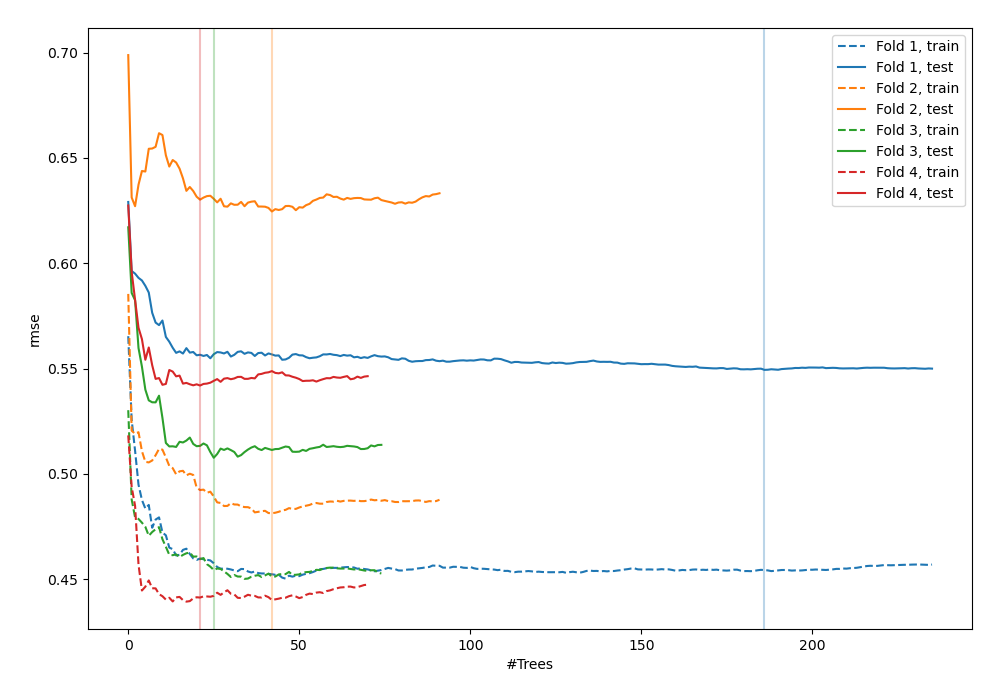 0.70
0.65
0.60
0.55
0.50
0.45
rmse
0
50
100
150
200
#Trees
Fold 1, train
Fold 1, test
Fold 2, train
Fold 2, test
Fold 3, train
Fold 3, test
Fold 4, train
Fold 4, test